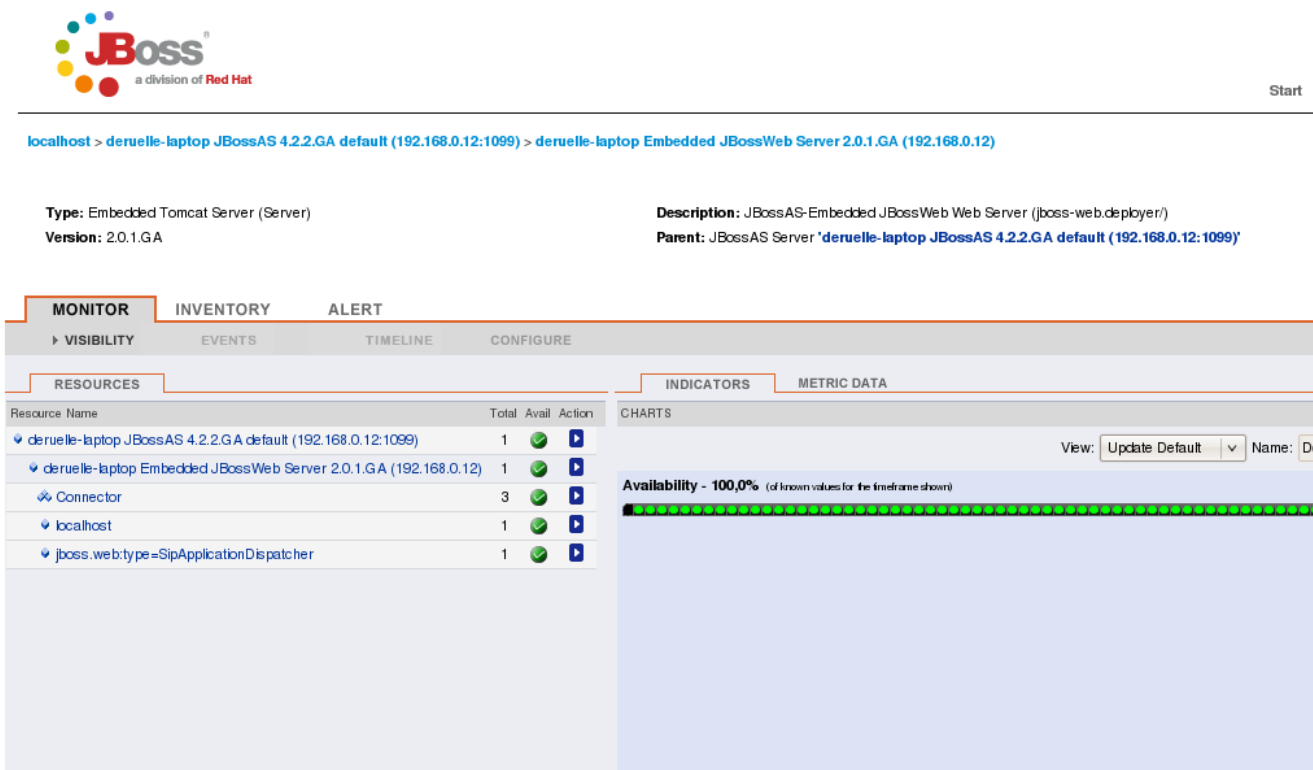 JBoss®
a division of Red Hat
Start
localhost > deruelle-laptop JBossAS 4.2.2.GA default (192.168.0.12:1099) > deruelle-laptop Embedded JBossWeb Server 2.0.1.GA (192.168.0.12)
Type: Embedded Tomcat Server (Server)
Description: JBossAS-Embedded JBossWeb Web Server (jboss-web.deployer/)
Version: 2.0.1.GA
Parent: JBossAS Server 'deruelle-laptop JBossAS 4.2.2.GA default (192.168.0.12:1099)'
MONITOR INVENTORY ALERT
VISIBILITY EVENTS TIMELINE CONFIGURE
RESOURCES
INDICATORS METRIC DATA
Resource Name Total Avail Action
CHARTS
deruelle-laptop JBossAS 4.2.2.GA default (192.168.0.12:1099) 1
View: Update Default Name:
deruelle-laptop Embedded JBossWeb Server 2.0.1.GA (192.168.0.12) 1
Availability - 100,0% (of known values for the timeframe shown)
Connector 3
localhost 1
jboss.web:type=SipApplicationDispatcher 1